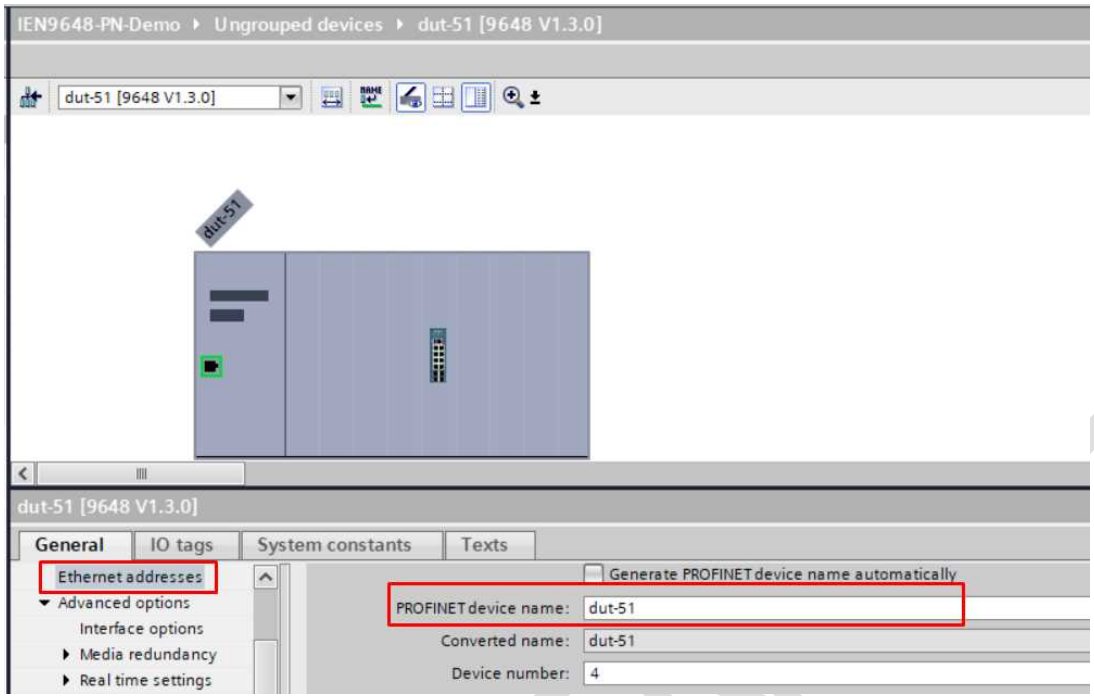 IEN9648-PN-Demo ▸ Ungrouped devices ▸ dut-51 [9648 V1.3.0]
dut-51 [9648 V1.3.0]
NAME
dut-51
dut-51 [9648 V1.3.0]
General IO tags System constants Texts
Ethernet addresses
Generate PROFINET device name automatically
Advanced options
PROFINET device name: dut-51
Interface options
Converted name: dut-51
Media redundancy
Device number: 4
Real time settings